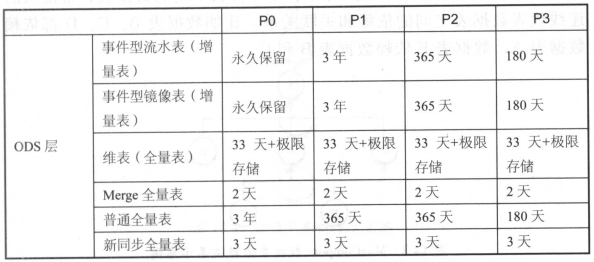 P0 P1 P2 P3
ODS 层
事件型流水表（增量表） 永久保留 3 年 365 天 180 天
事件型镜像表（增量表） 永久保留 3 年 365 天 180 天
维表（全量表） 33 天+极限存储 33 天+极限存储 33 天+极限存储 33 天+极限存储
Merge 全量表 2 天 2 天 2 天 2 天
普通全量表 3 年 365 天 365 天 180 天
新同步全量表 3 天 3 天 3 天 3 天